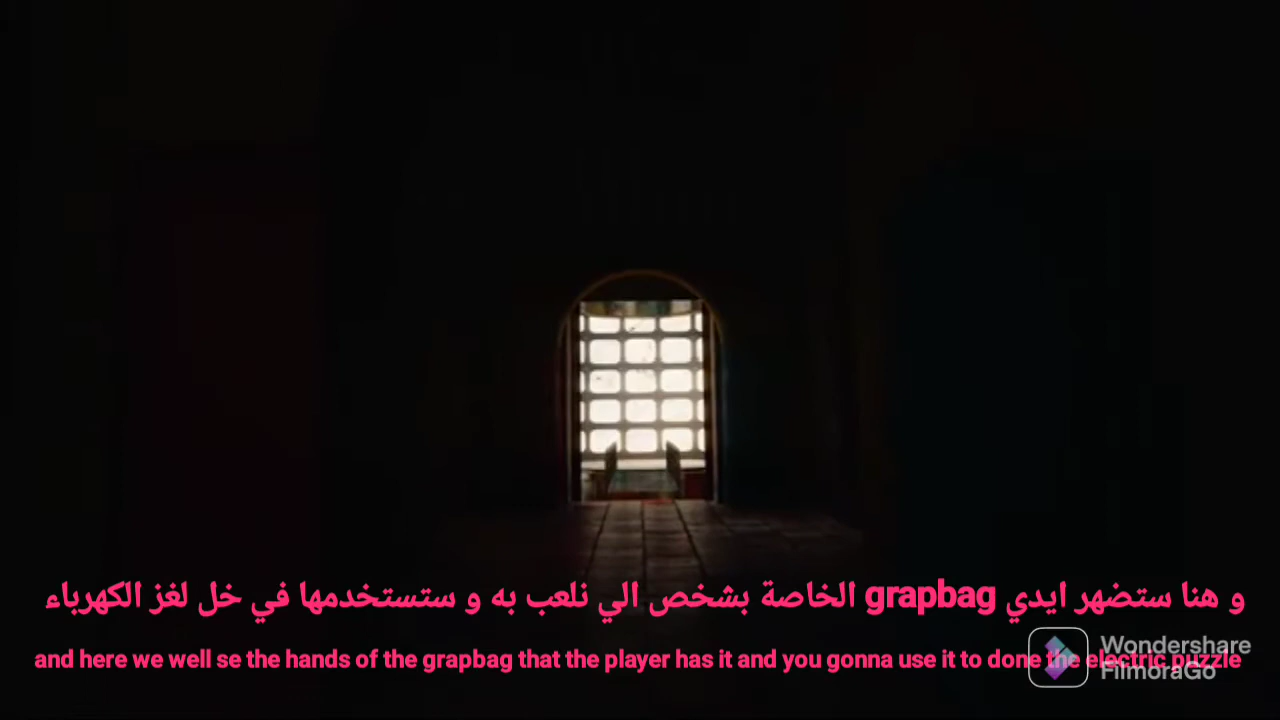 و هنا ستضهر ايدي grapbag الخاصة بشخص الي نلعب به و ستستخدمها في خل لغز الكهرباء
and here we well se the hands of the grapbag that the player has it and you gonna use it to done the electric puzzle
Wondershare
FilmoraGo